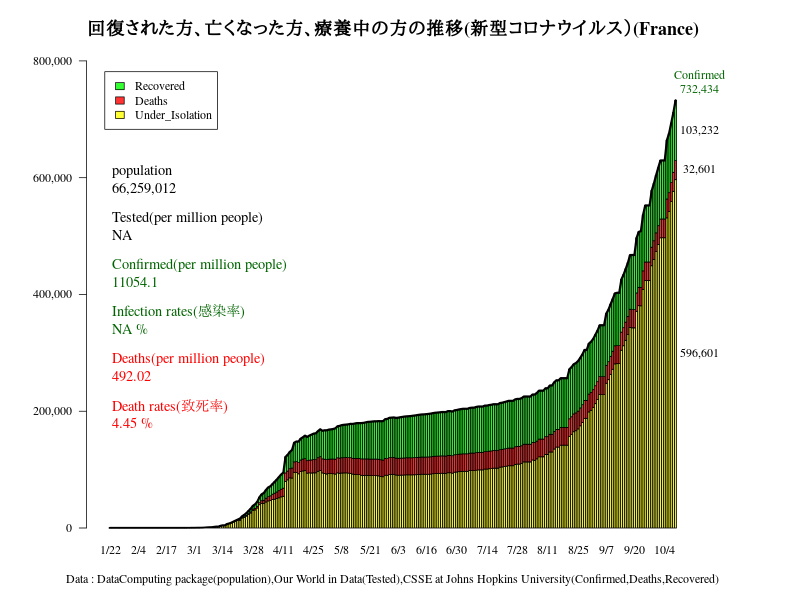 回復された方、亡くなった方、療養中の方の推移(新型コロナウイルス）(France)
800,000
600,000
400,000
200,000
0
Recovered
Deaths
Under_Isolation
population
66,259,012
Tested(per million people)
NA
Confirmed(per million people)
11054.1
Infection rates(感染率)
NA %
Deaths(per million people)
492.02
Death rates(致死率)
4.45 %
Confirmed
732,434
103,232
32,601
596,601
1/22 2/4 2/17 3/1 3/14 3/28 4/11 4/25 5/8 5/21 6/3 6/16 6/30 7/14 7/28 8/11 8/25 9/7 9/20 10/4
Data : DataComputing package(population),Our World in Data(Tested),CSSE at Johns Hopkins University(Confirmed,Deaths,Recovered)